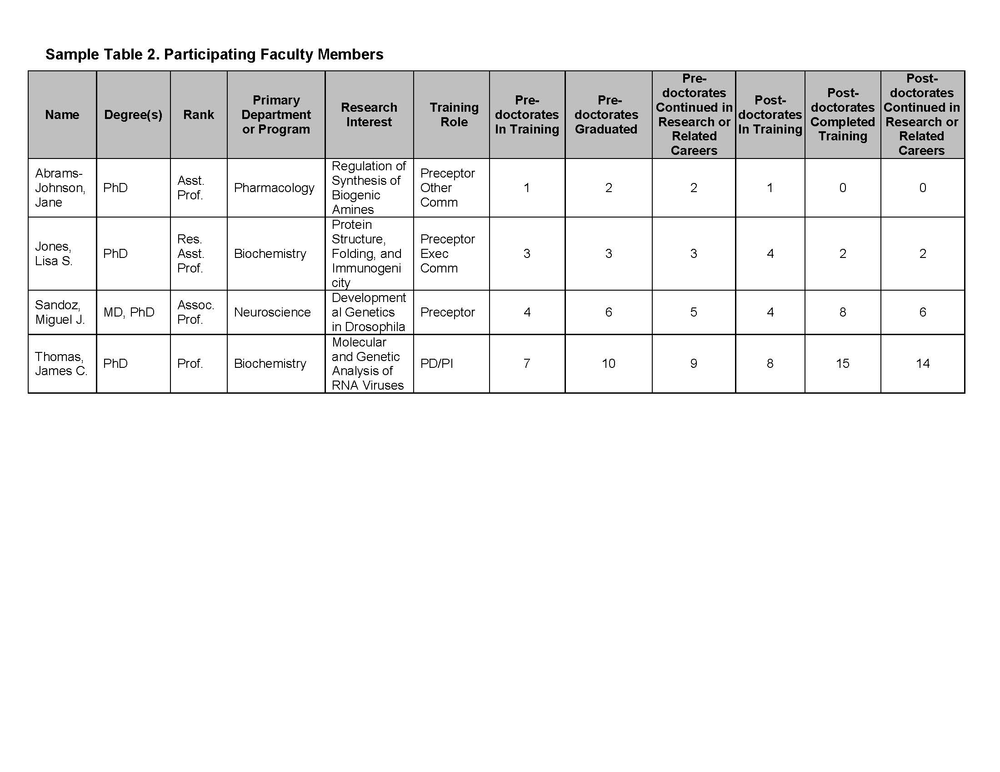 Sample Table 2. Participating Faculty Members
Name
Degree(s)
Rank
Primary
Department
or Program
Research
Interest
Training
Role
Pre-
doctorates
In Training
Pre-
doctorates
Graduated
Pre-
doctorates
Continued in
Research or
Related
Careers
Post-
doctorates
In Training
Post-
doctorates
Completed
Training
Post-
doctorates
Continued in
Research or
Related
Careers
Abrams-
Johnson,
Jane
PhD
Asst.
Prof.
Pharmacology
Regulation of
Synthesis of
Biogenic
Amines
Preceptor
Other
Comm
1
2
2
1
0
0
Jones,
Lisa S.
PhD
Res.
Asst.
Prof.
Biochemistry
Protein
Structure,
Folding, and
Immunogeni
city
Preceptor
Exec
Comm
3
3
3
4
2
2
Sandoz,
Miguel J.
MD, PhD
Assoc.
Prof.
Neuroscience
Development
al Genetics
in Drosophila
Preceptor
4
6
5
4
8
6
Thomas,
James C.
PhD
Prof.
Biochemistry
Molecular
and Genetic
Analysis of
RNA Viruses
PD/PI
7
10
9
8
15
14